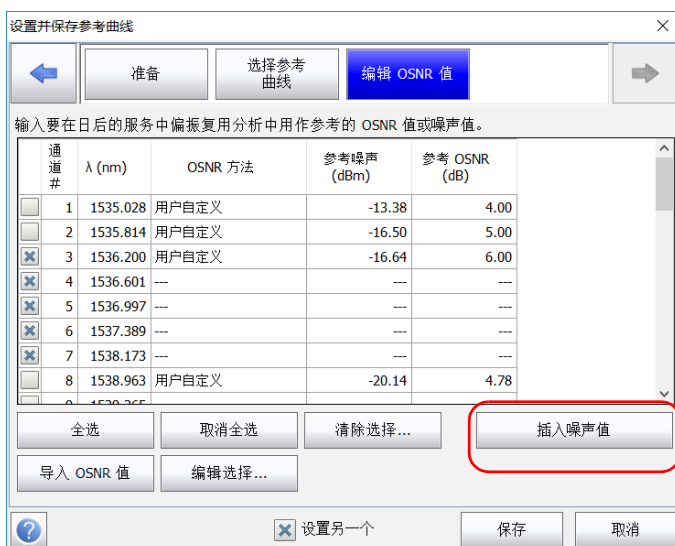 设置并保存参考曲线
准备
选择参考
曲线
编辑 OSNR 值
输入要在日后的服务中偏振复用分析中用作参考的 OSNR 值或噪声值。
通
道
#
λ (nm)
OSNR 方法
参考噪声
(dBm)
参考 OSNR
(dB)
1 1535.028 用户自定义 -13.38 4.00
2 1535.814 用户自定义 -16.50 5.00
3 1536.200 用户自定义 -16.64 6.00
4 1536.601 --- --- ---
5 1536.997 --- --- ---
6 1537.389 --- --- ---
7 1538.173 --- --- ---
8 1538.963 用户自定义 -20.14 4.78
全选 取消全选 清除选择... 插入噪声值
导入 OSNR 值 编辑选择...
? 设置另一个 保存 取消